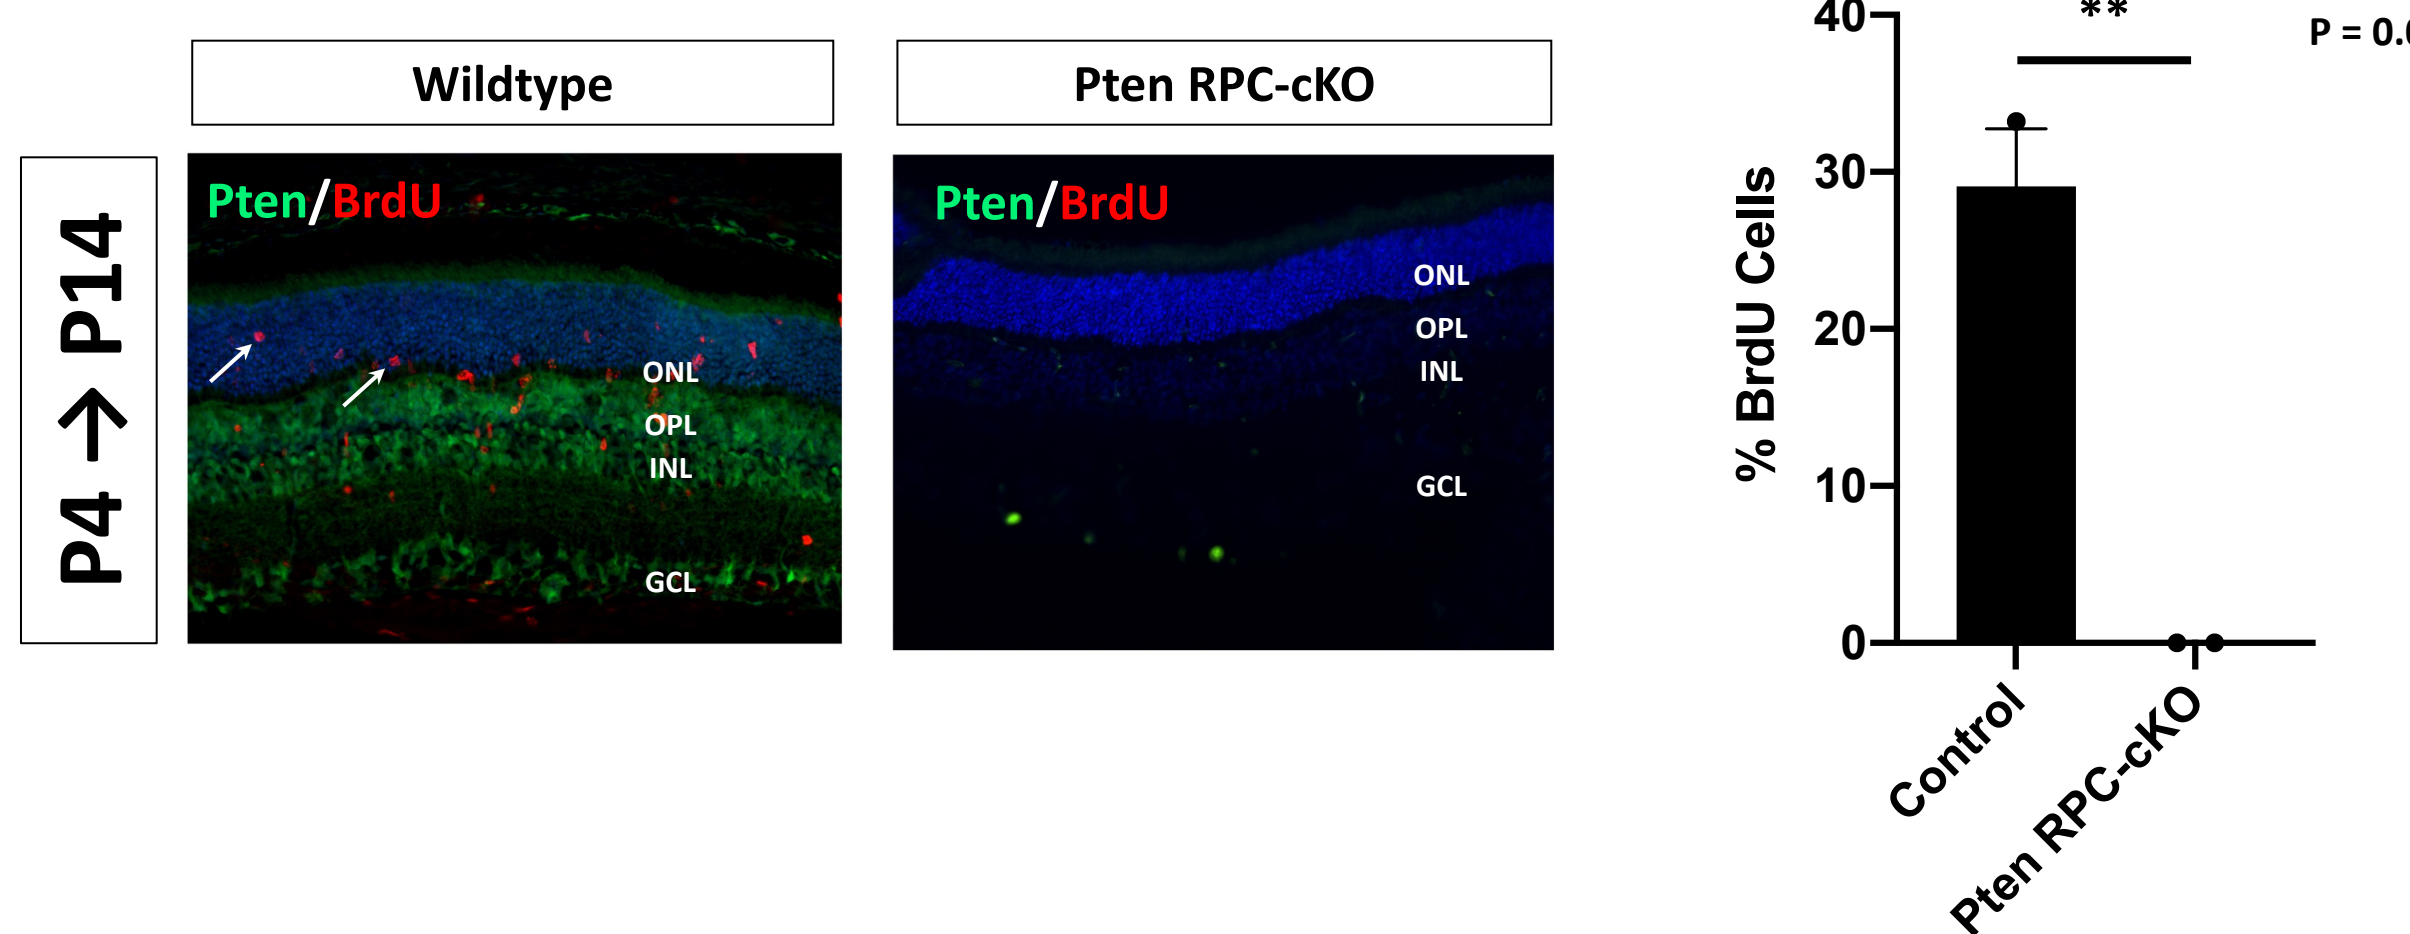 Wildtype
Pten RPC-cKO
P4 → P14
Pten/BrdU
ONL
OPL
INL
GCL
Pten/BrdU
ONL
OPL
INL
GCL
**
P = 0.
% BrdU Cells
40
30
20
10
0
Control
Pten RPC-cKO